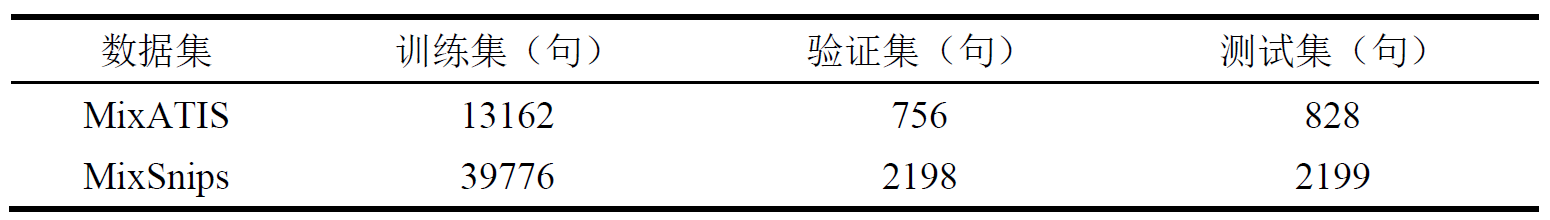 数据集 训练集（句） 验证集（句） 测试集（句）
MixATIS 13162 756 828
MixSnips 39776 2198 2199